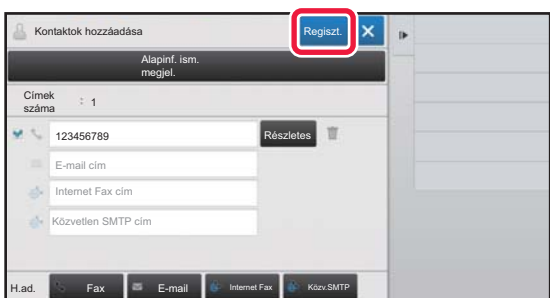 Kontaktok hozzáadása
Regiszt.
Alapinf. ism.
megjel.
Címek
száma : 1
123456789
Részletes
E-mail cím
Internet Fax cím
Közvetlen SMTP cím
H.ad. Fax E-mail Internet Fax Közv.SMTP